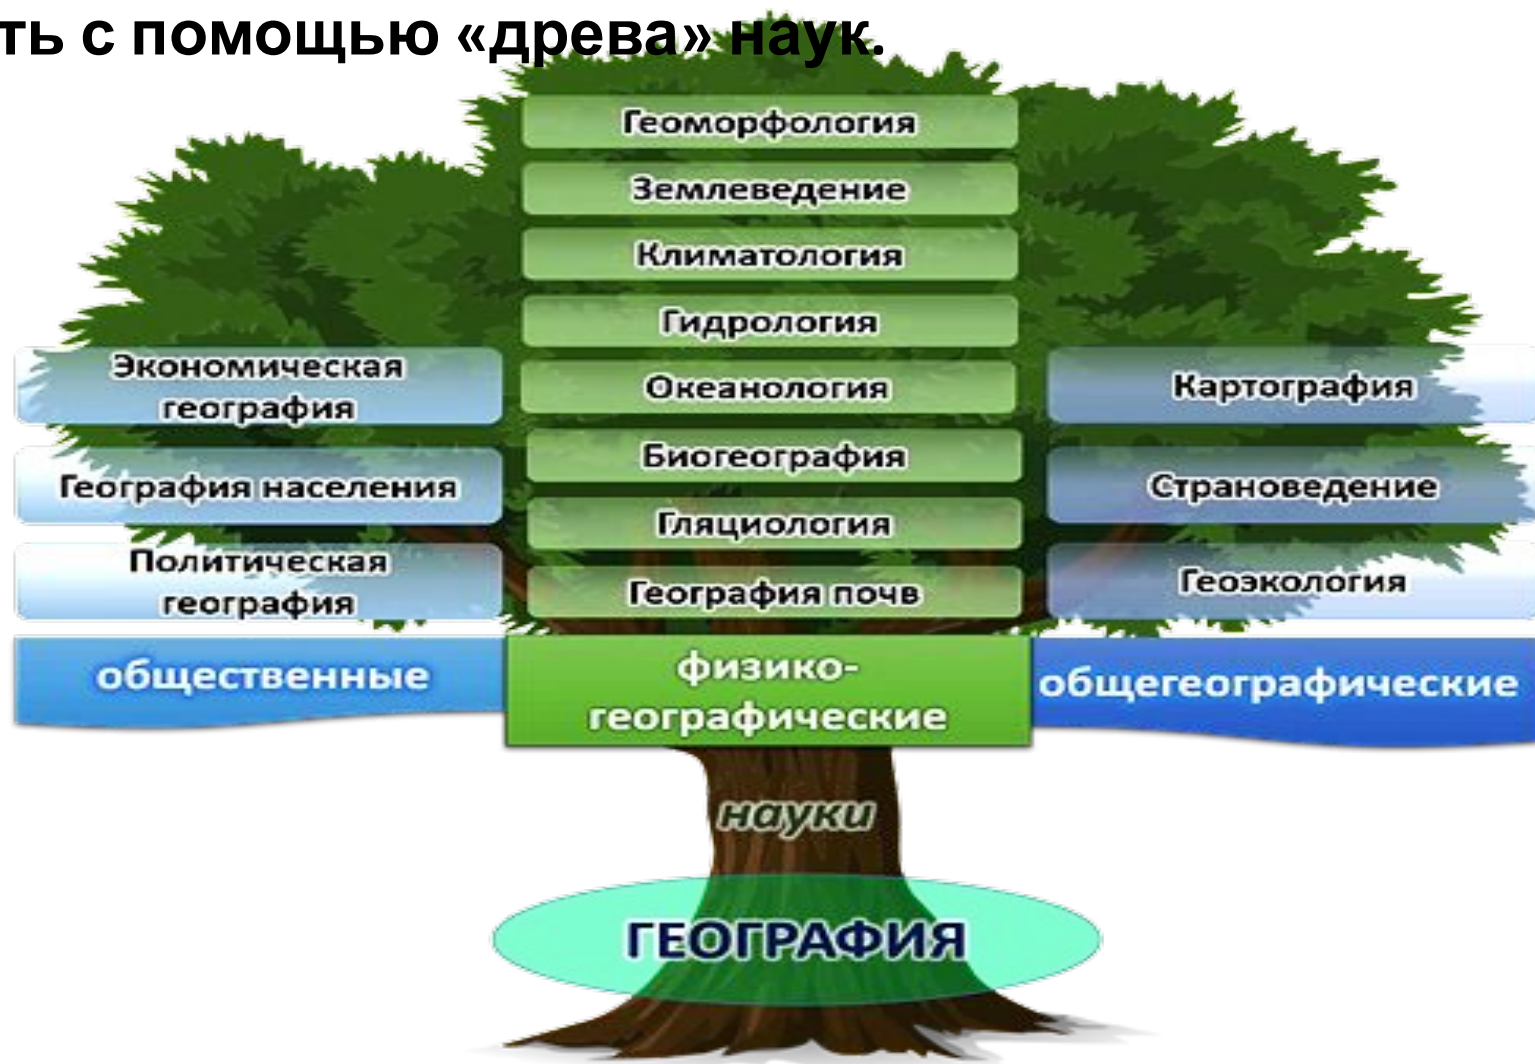 ть с помощью «древа» наук.
Геоморфология
Землеведение
Климатология
Гидрология
Океанология
Биогеография
Гляциология
География почв
Экономическая
география
География населения
Политическая
география
Картография
Страноведение
Геоэкология
общественные
физико-
географические
общегеографические
науки
ГЕОГРАФИЯ